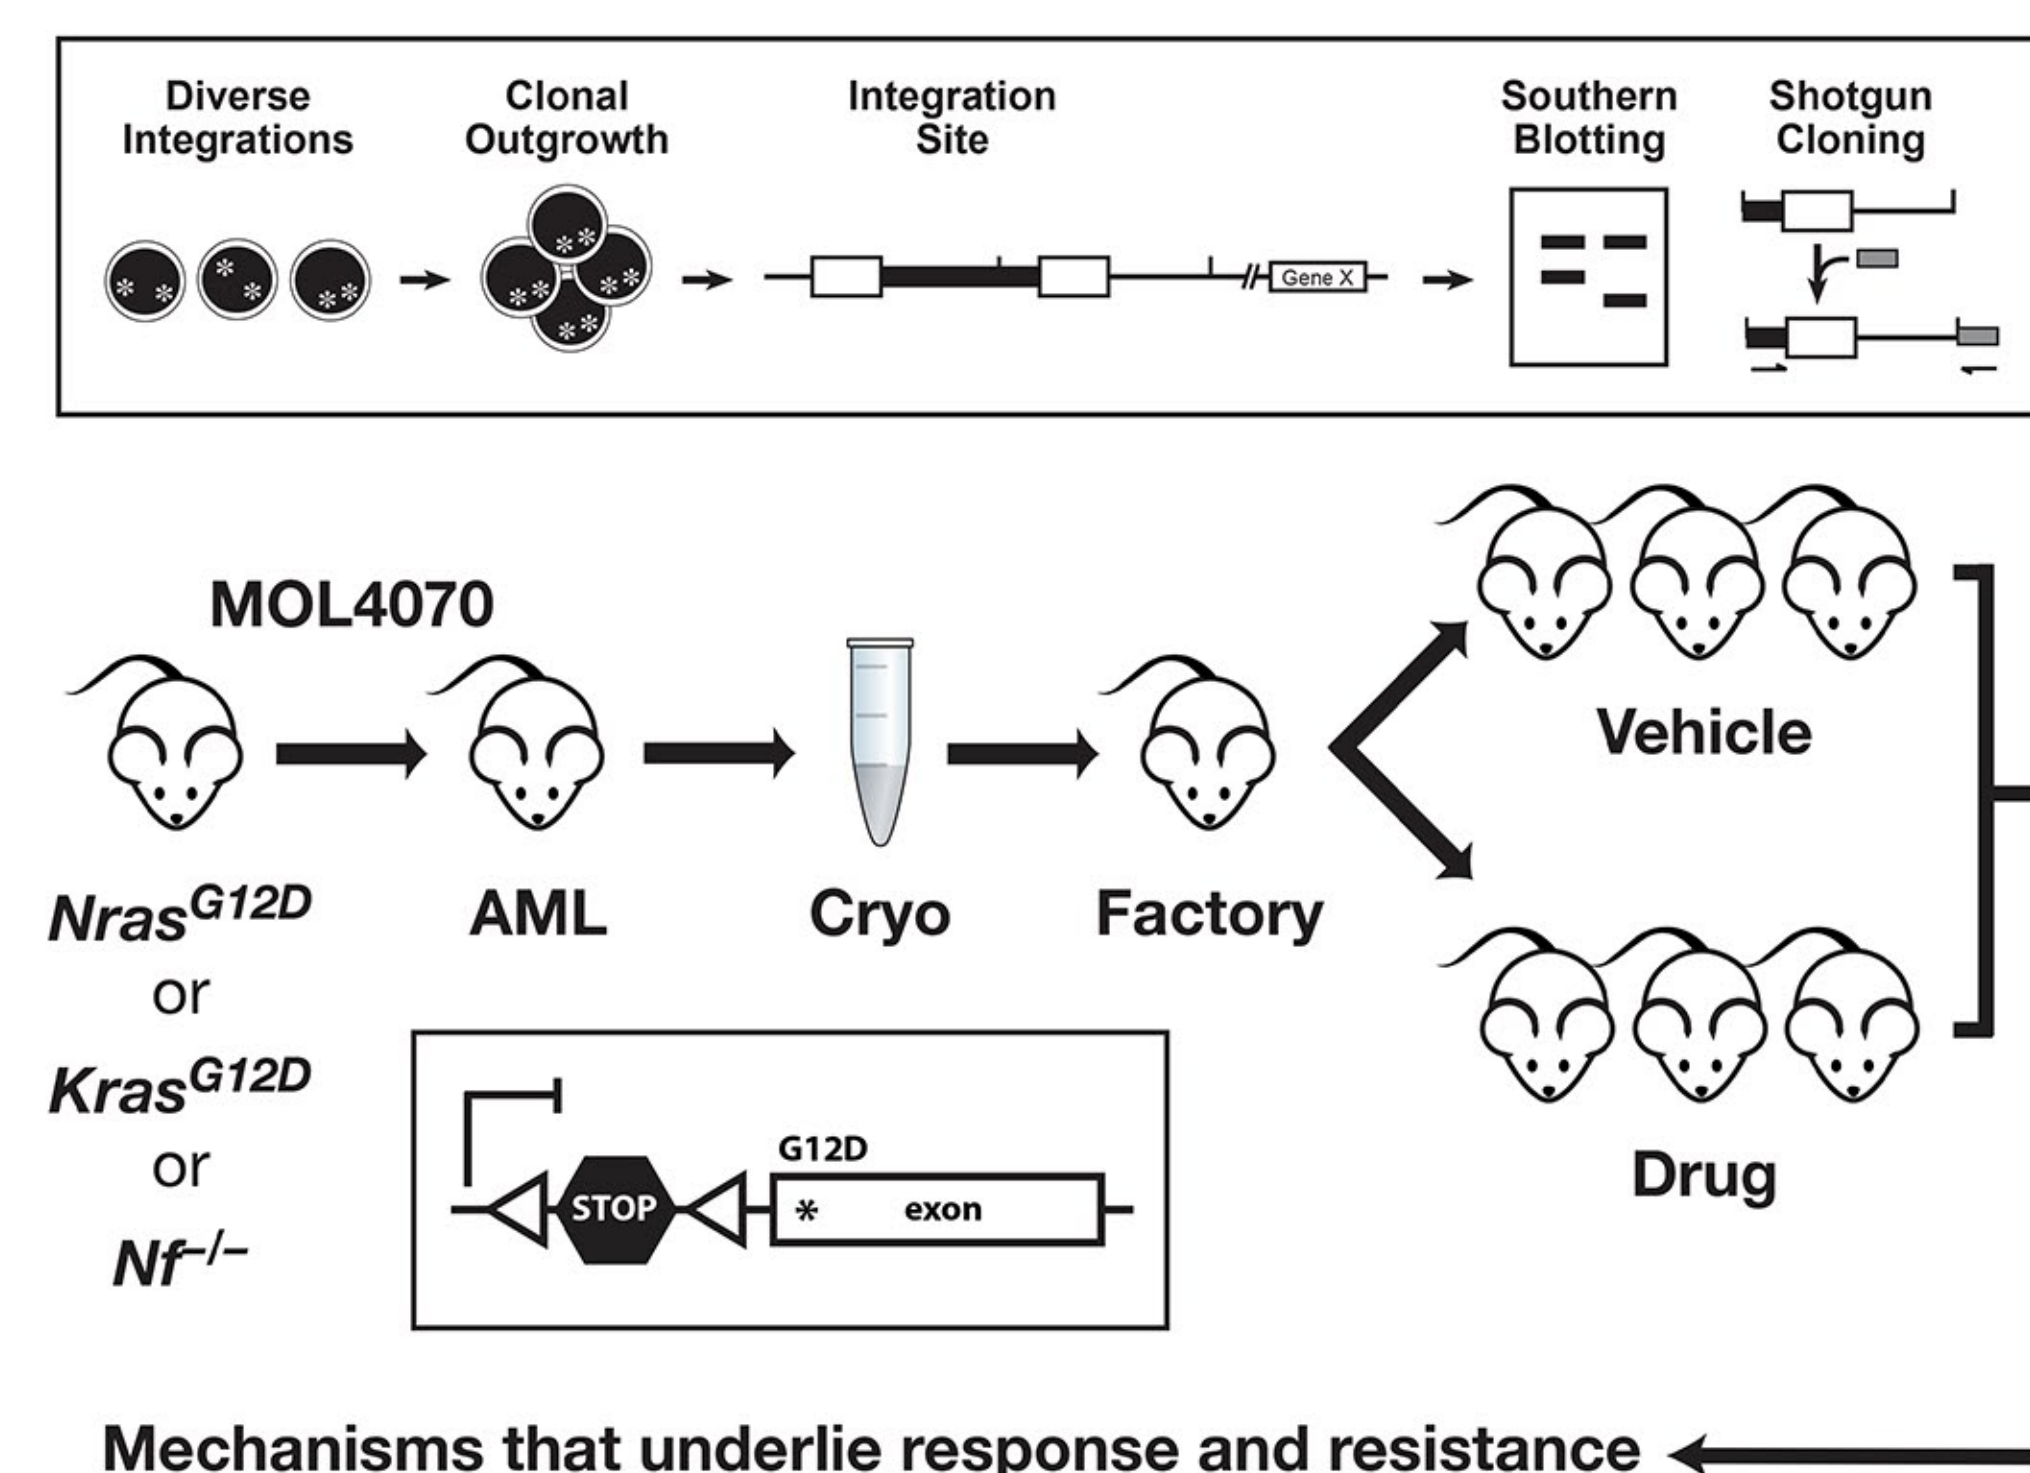 Diverse
Integrations
Clonal
Outgrowth
Integration
Site
Southern
Blotting
Shotgun
Cloning
Gene X
MOL4070
Vehicle
Nras^G12D
or
Kras^G12D
or
Nf^–/–
AML
Cryo
Factory
G12D
STOP
* exon
Drug
Mechanisms that underlie response and resistance